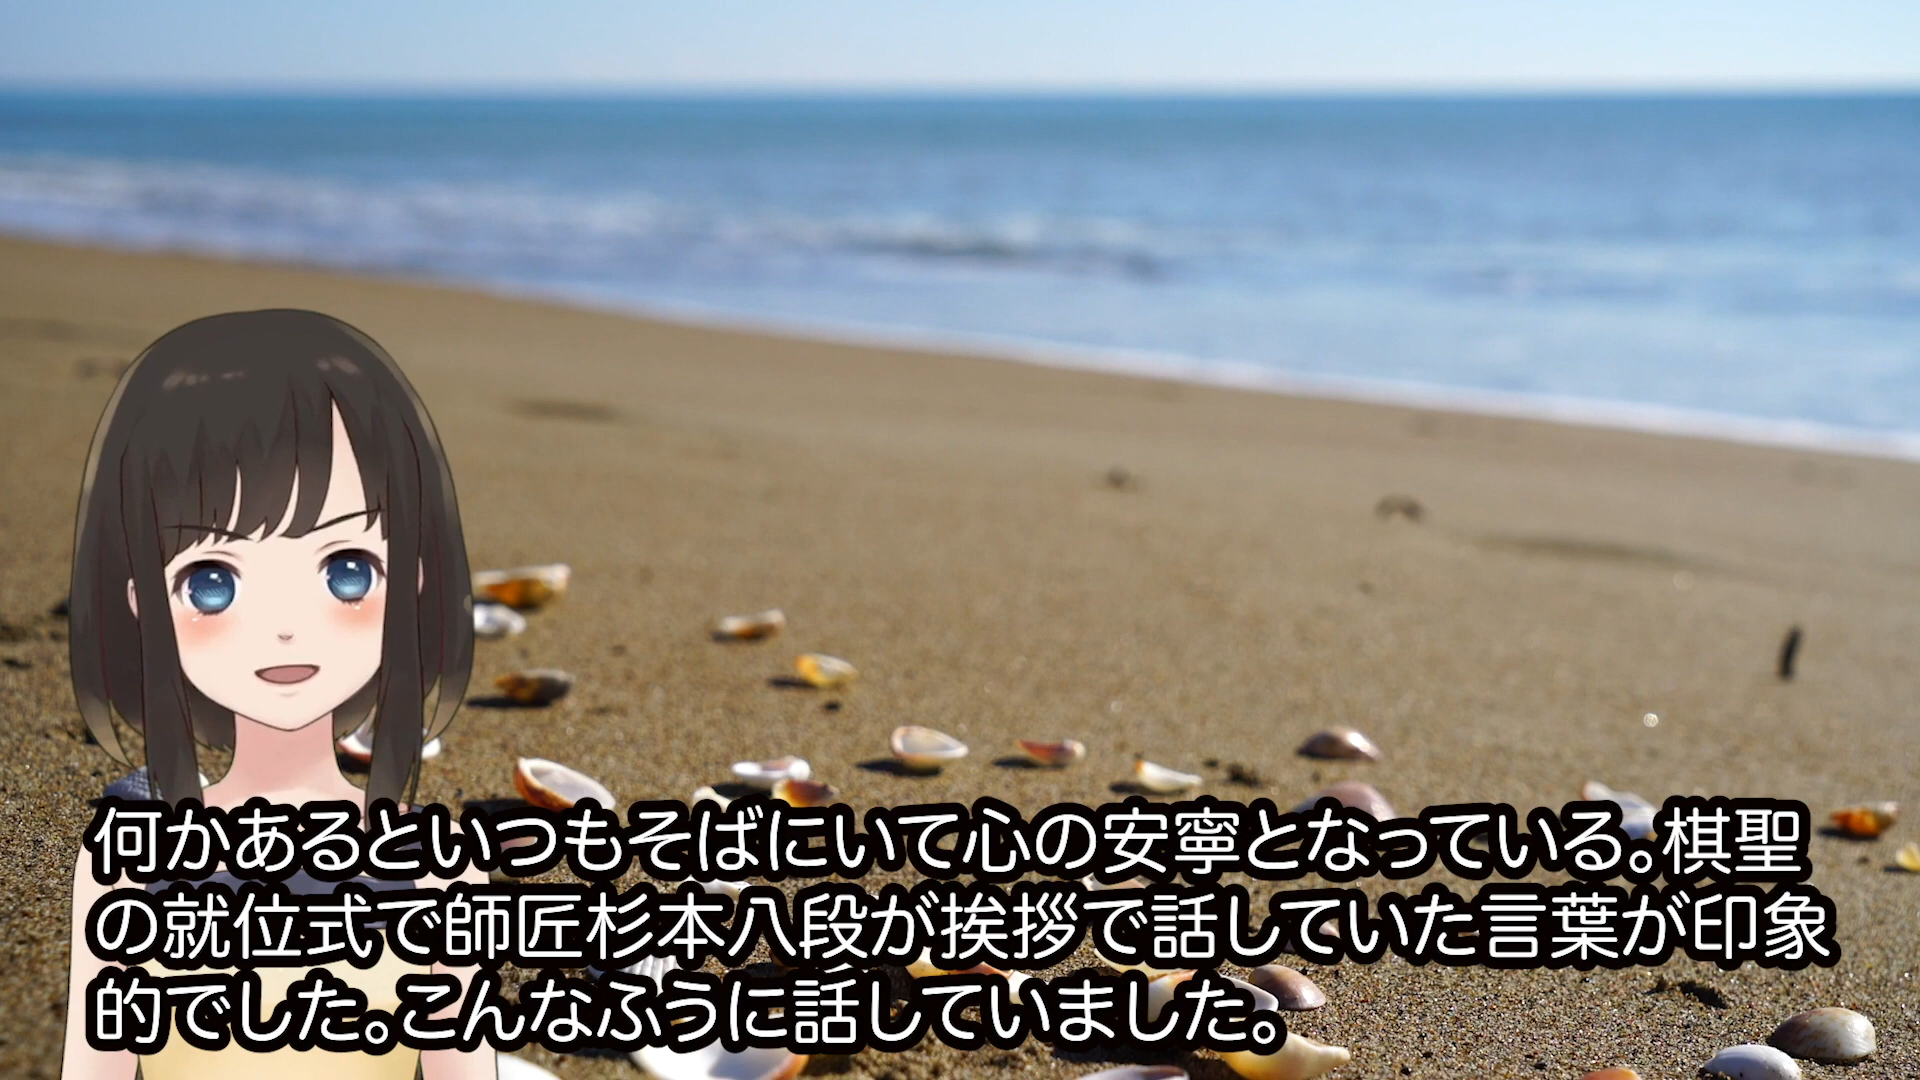 何かあるといつもそばにいて心の安寧となっている。棋聖
の就位式で師匠杉本八段が挨拶で話していた言葉が印象
的でした。こんなふうに話していました。